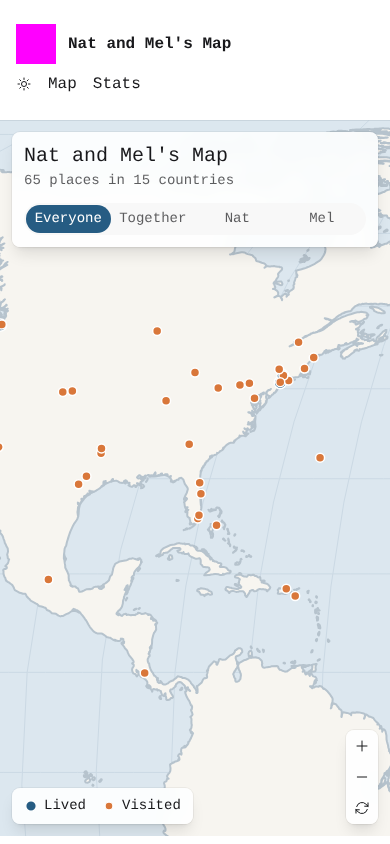 Nat and Mel's Map
Map Stats
Nat and Mel's Map
65 places in 15 countries
Everyone Together Nat Mel
Lived Visited